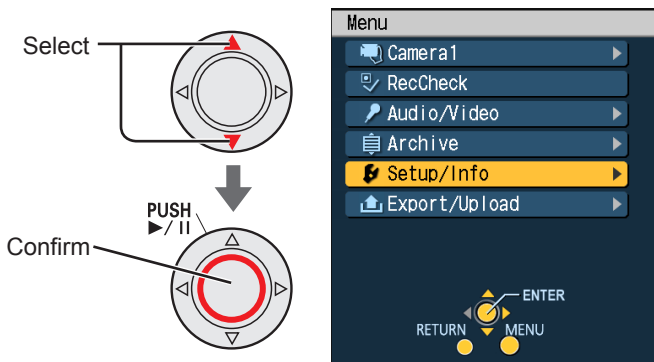 Select
PUSH
►/II
Confirm
Menu
Camera1
RecCheck
Audio/Video
Archive
Setup/Info
Export/Upload
ENTER
RETURN
MENU